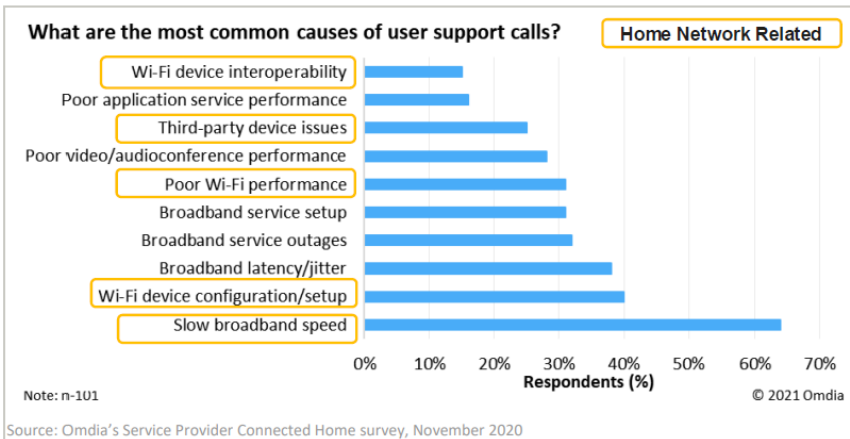 What are the most common causes of user support calls?
Home Network Related
Wi-Fi device interoperability
Poor application service performance
Third-party device issues
Poor video/audioconference performance
Poor Wi-Fi performance
Broadband service setup
Broadband service outages
Broadband latency/jitter
Wi-Fi device configuration/setup
Slow broadband speed
0% 10% 20% 30% 40% 50% 60% 70%
Respondents (%)
Note: n-101
© 2021 Omdia
Source: Omdia's Service Provider Connected Home survey, November 2020